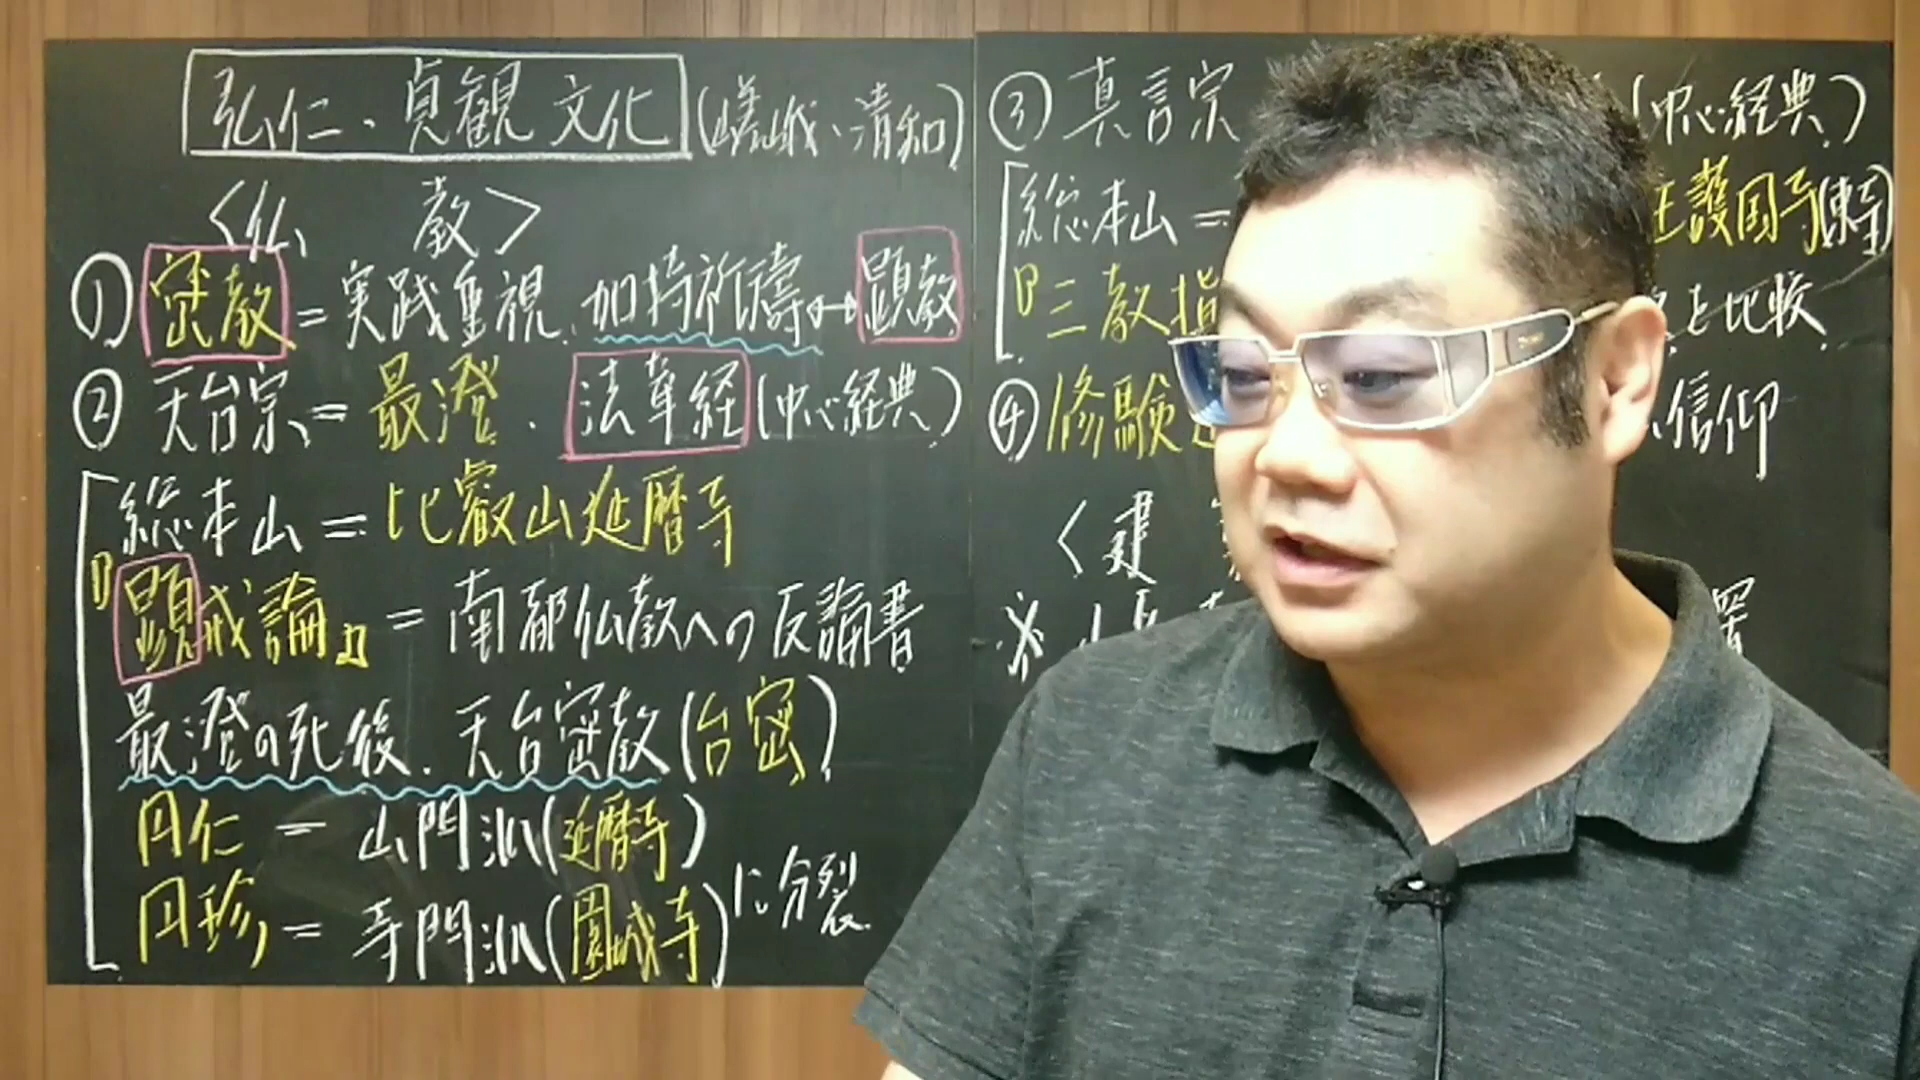 弘仁・貞観文化(嵯峨、清和)
<仏 教>
① 密教=実践重視、加持祈禱↔顕教
② 天台宗=最澄・法華経(中心経典)
総本山=比叡山延暦寺
『顕戒論』=南都仏教への反論書
最澄の死後、天台密教(台密)
円仁=山門派(延暦寺)
円珍=寺門派(園城寺)に分裂
③ 真言宗 (中心経典)
総本山= 王護国寺(東寺)
『三教指 と比較
④ 修験 信仰
<建
※